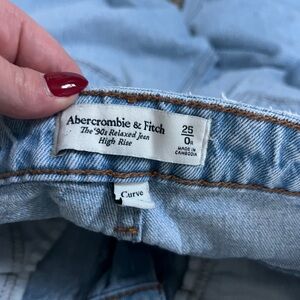 Abercrombie & Fitch
The '90s Relaxed Jean
High Rise
25
0R
MADE IN
CAMBODIA
Curve